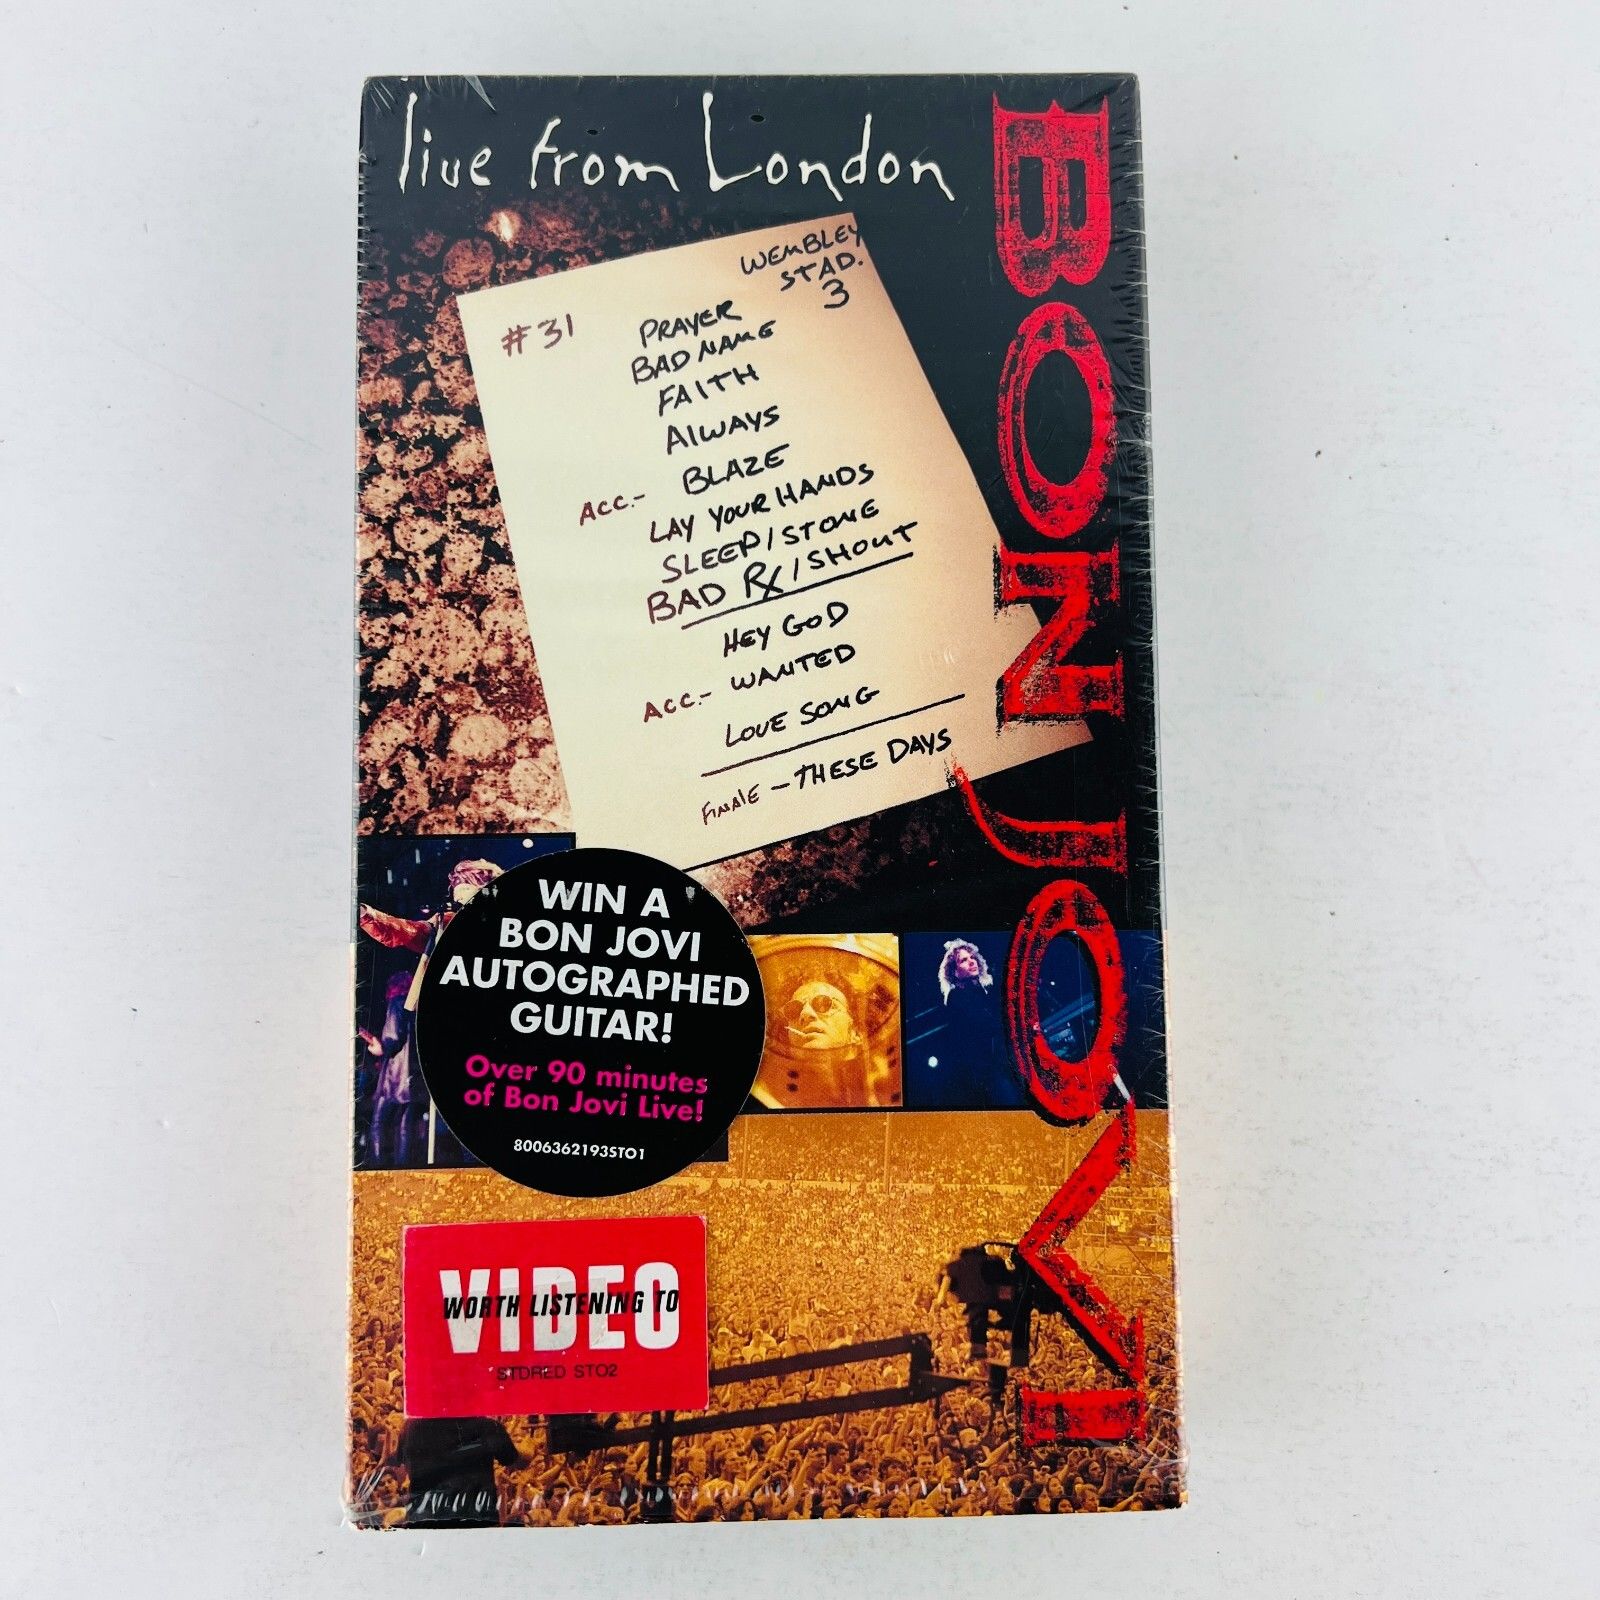 live from London
BON JOVI
WEMBLEY
STAD.
3
#31
PRAYER
BAD NAME
FAITH
ALWAYS
ACC.- BLAZE
LAY YOUR HANDS
SLEEP/STONE
BAD Rx/SHOUT
HEY GOD
ACC.- WANTED
LOVE SONG
FINALE - THESE DAYS
WIN A
BON JOVI
AUTOGRAPHED
GUITAR!
Over 90 minutes
of Bon Jovi Live!
8006362193STO1
VIDEO
WORTH LISTENING TO
STDRED STO2